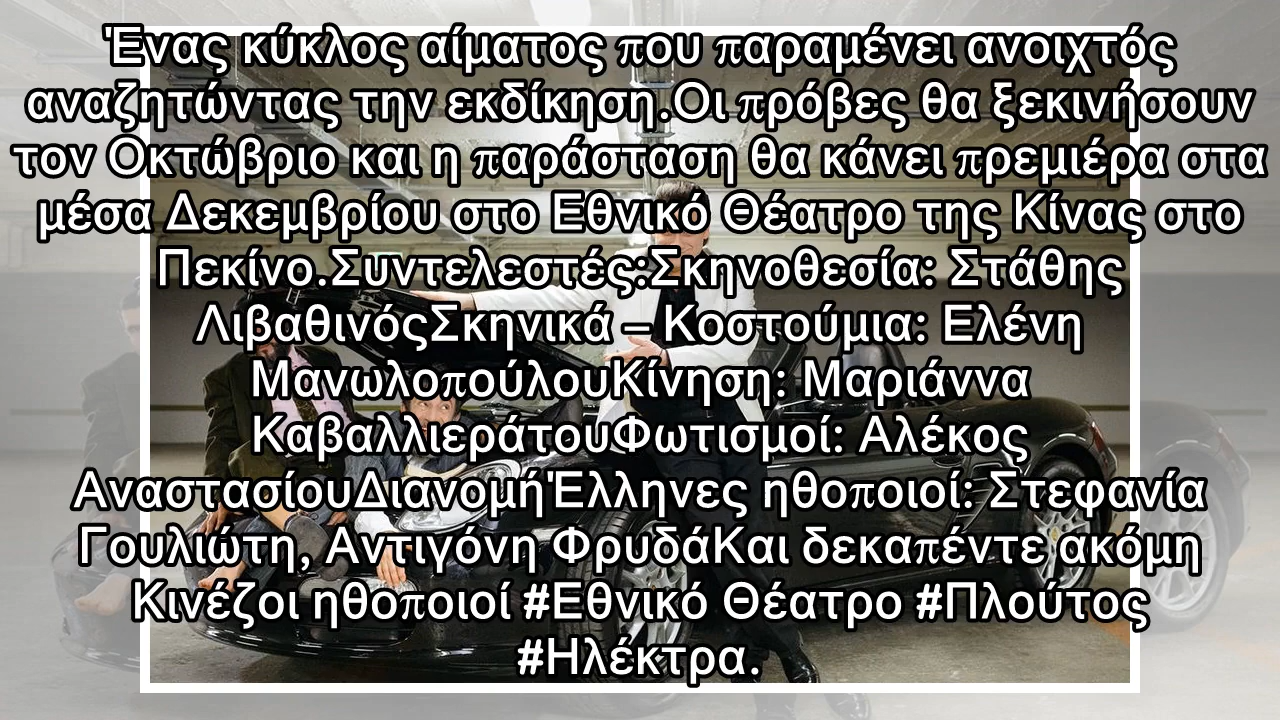 Ένας κύκλος αίματος που παραμένει ανοιχτός
αναζητώντας την εκδίκηση.Οι πρόβες θα ξεκινήσουν
τον Οκτώβριο και η παράσταση θα κάνει πρεμιέρα στα
μέσα Δεκεμβρίου στο Εθνικό Θέατρο της Κίνας στο
Πεκίνο.Συντελεστές:Σκηνοθεσία: Στάθης
ΛιβαθινόςΣκηνικά – Κοστούμια: Ελένη
ΜανωλοπούλουΚίνηση: Μαριάννα
ΚαβαλλιεράτουΦωτισμοί: Αλέκος
ΑναστασίουΔιανομήΈλληνες ηθοποιοί: Στεφανία
Γουλιώτη, Αντιγόνη ΦρυδάΚαι δεκαπέντε ακόμη
Κινέζοι ηθοποιοί #Εθνικό Θέατρο #Πλούτος
#Ηλέκτρα.